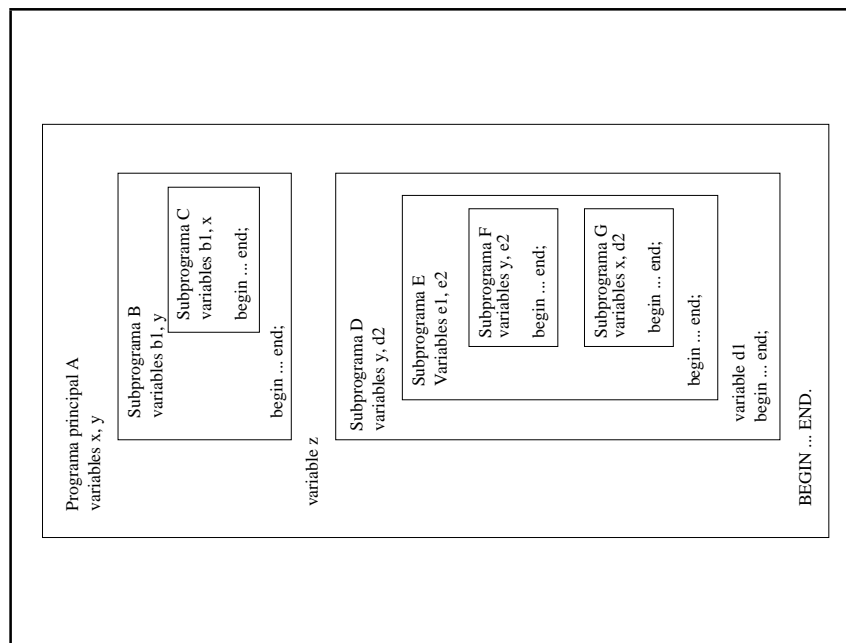 Programa principal A
variables x, y
Subprograma B
variables b1, y
Subprograma C
variables b1, x
begin ... end;
begin ... end;
variable z
Subprograma D
variables y, d2
Subprograma E
Variables e1, e2
Subprograma F
variables y, e2
begin ... end;
Subprograma G
variables x, d2
begin ... end;
begin ... end;
variable d1
begin ... end;
BEGIN ... END.